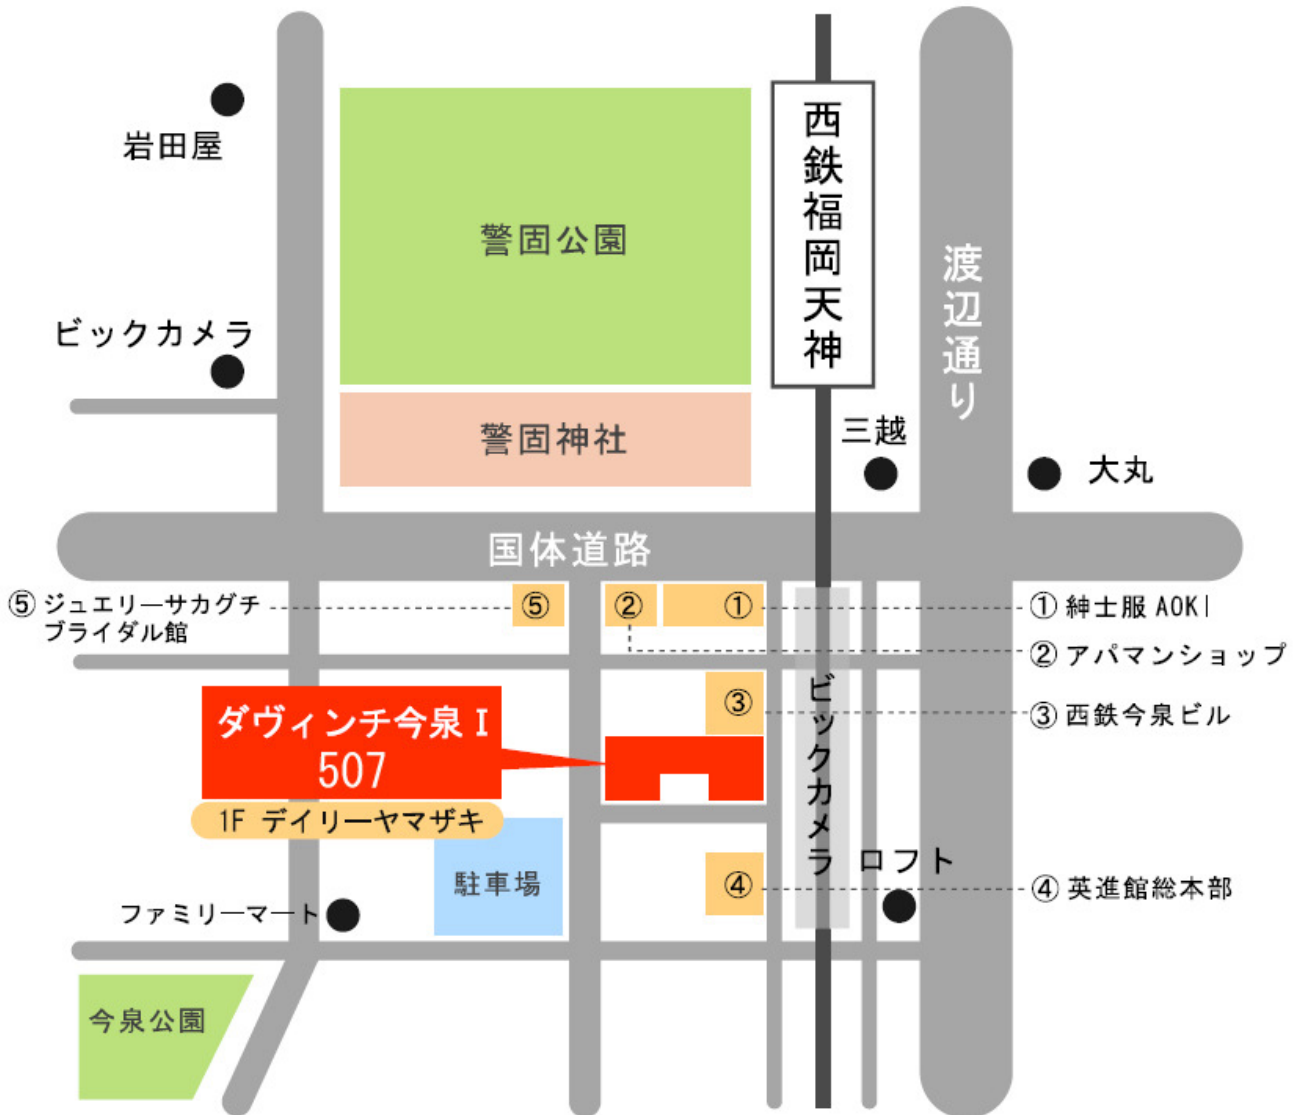 岩田屋
警固公園
西鉄福岡天神
渡辺通り
ビックカメラ
警固神社
三越
大丸
国体道路
⑤ ジュエリーサカグチ
ブライダル館
⑤
②
①
① 紳士服 AOKI
② アパマンショップ
③
③ 西鉄今泉ビル
ダヴィンチ今泉 I
507
1F デイリーヤマザキ
ビックカメラ
駐車場
ロフト
④
④ 英進館総本部
ファミリーマート
今泉公園